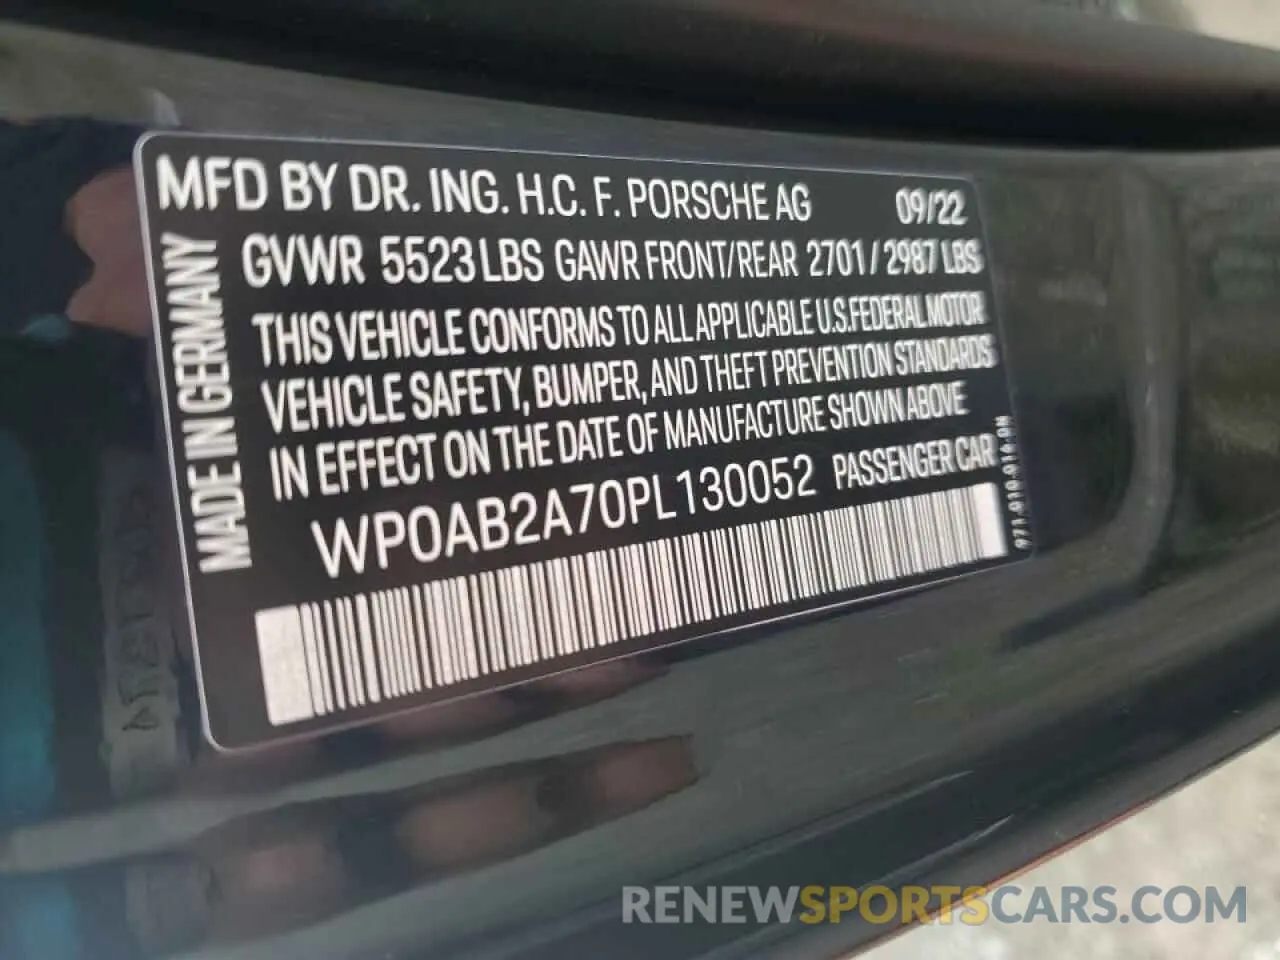 MFD BY DR. ING. H.C. F. PORSCHE AG 09/22
GVWR 5523 LBS GAWR FRONT/REAR 2701 / 2987 LBS
THIS VEHICLE CONFORMS TO ALL APPLICABLE U.S. FEDERAL MOTOR
VEHICLE SAFETY, BUMPER, AND THEFT PREVENTION STANDARDS
IN EFFECT ON THE DATE OF MANUFACTURE SHOWN ABOVE
WP0AB2A70PL130052 PASSENGER CAR
MADE IN GERMANY
RENEWSPORTSCARS.COM